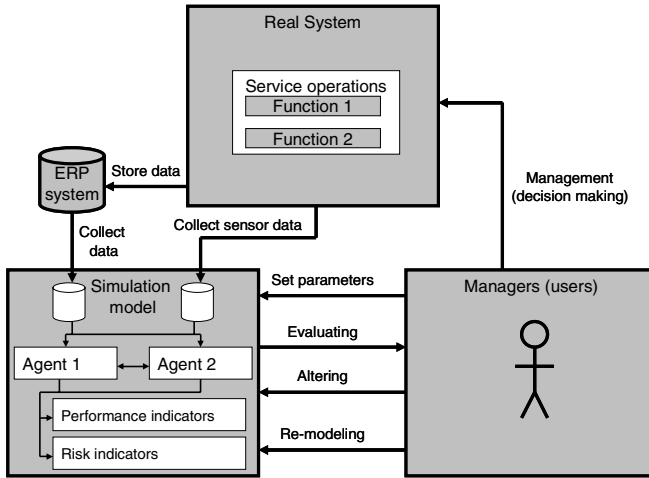 Real System
Service operations
Function 1
Function 2
ERP
system
Store data
Management
(decision making)
Collect
data
Collect sensor data
Simulation
model
Set parameters
Managers (users)
Evaluating
Agent 1
Agent 2
Altering
Performance indicators
Re-modeling
Risk indicators